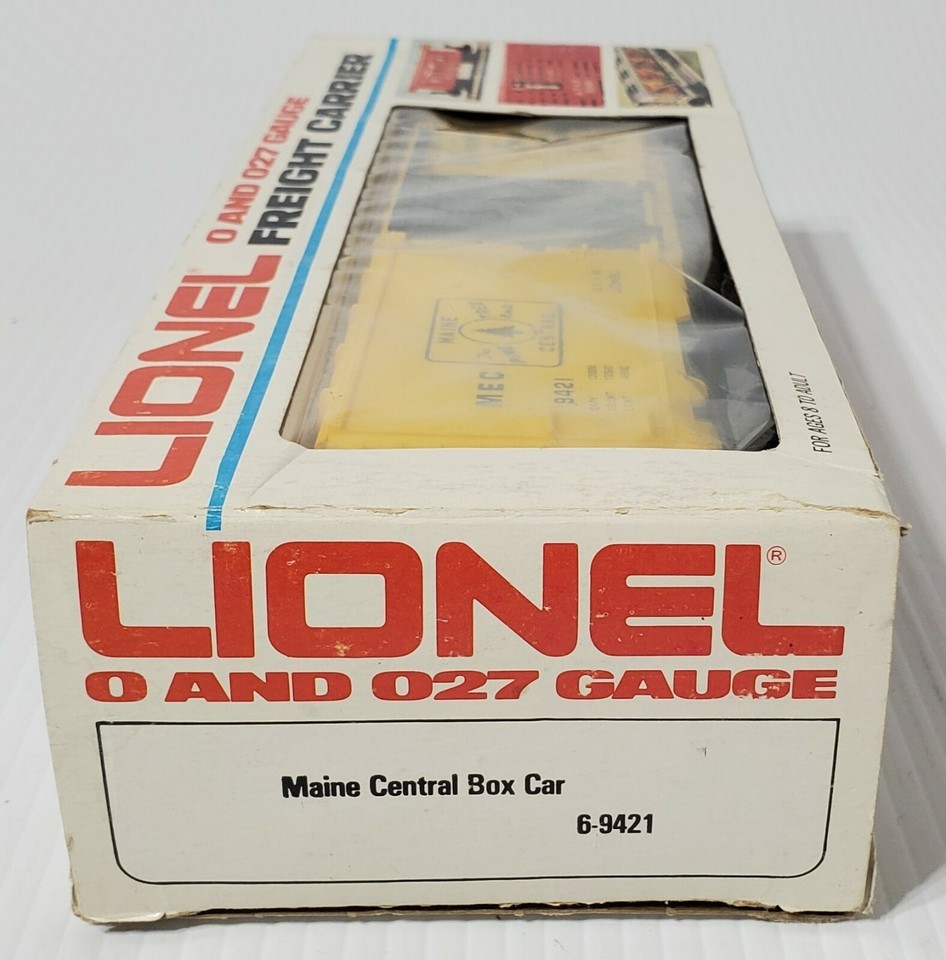 LIONEL
O AND O27 GAUGE
FREIGHT CARRIER
MAINE
CENTRAL
MEC
9421
FOR AGES 8 TO ADULT
LIONEL®
O AND O27 GAUGE
Maine Central Box Car
6-9421